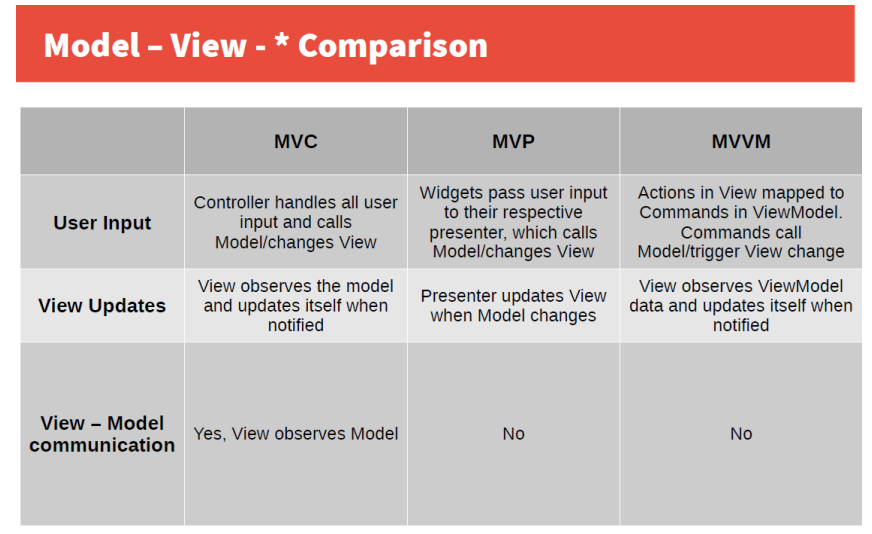 Model – View - * Comparison
MVC
MVP
MVVM
User Input
Controller handles all user
input and calls
Model/changes View
Widgets pass user input
to their respective
presenter, which calls
Model/changes View
Actions in View mapped to
Commands in ViewModel.
Commands call
Model/trigger View change
View Updates
View observes the model
and updates itself when
notified
Presenter updates View
when Model changes
View observes ViewModel
data and updates itself when
notified
View – Model
communication
Yes, View observes Model
No
No